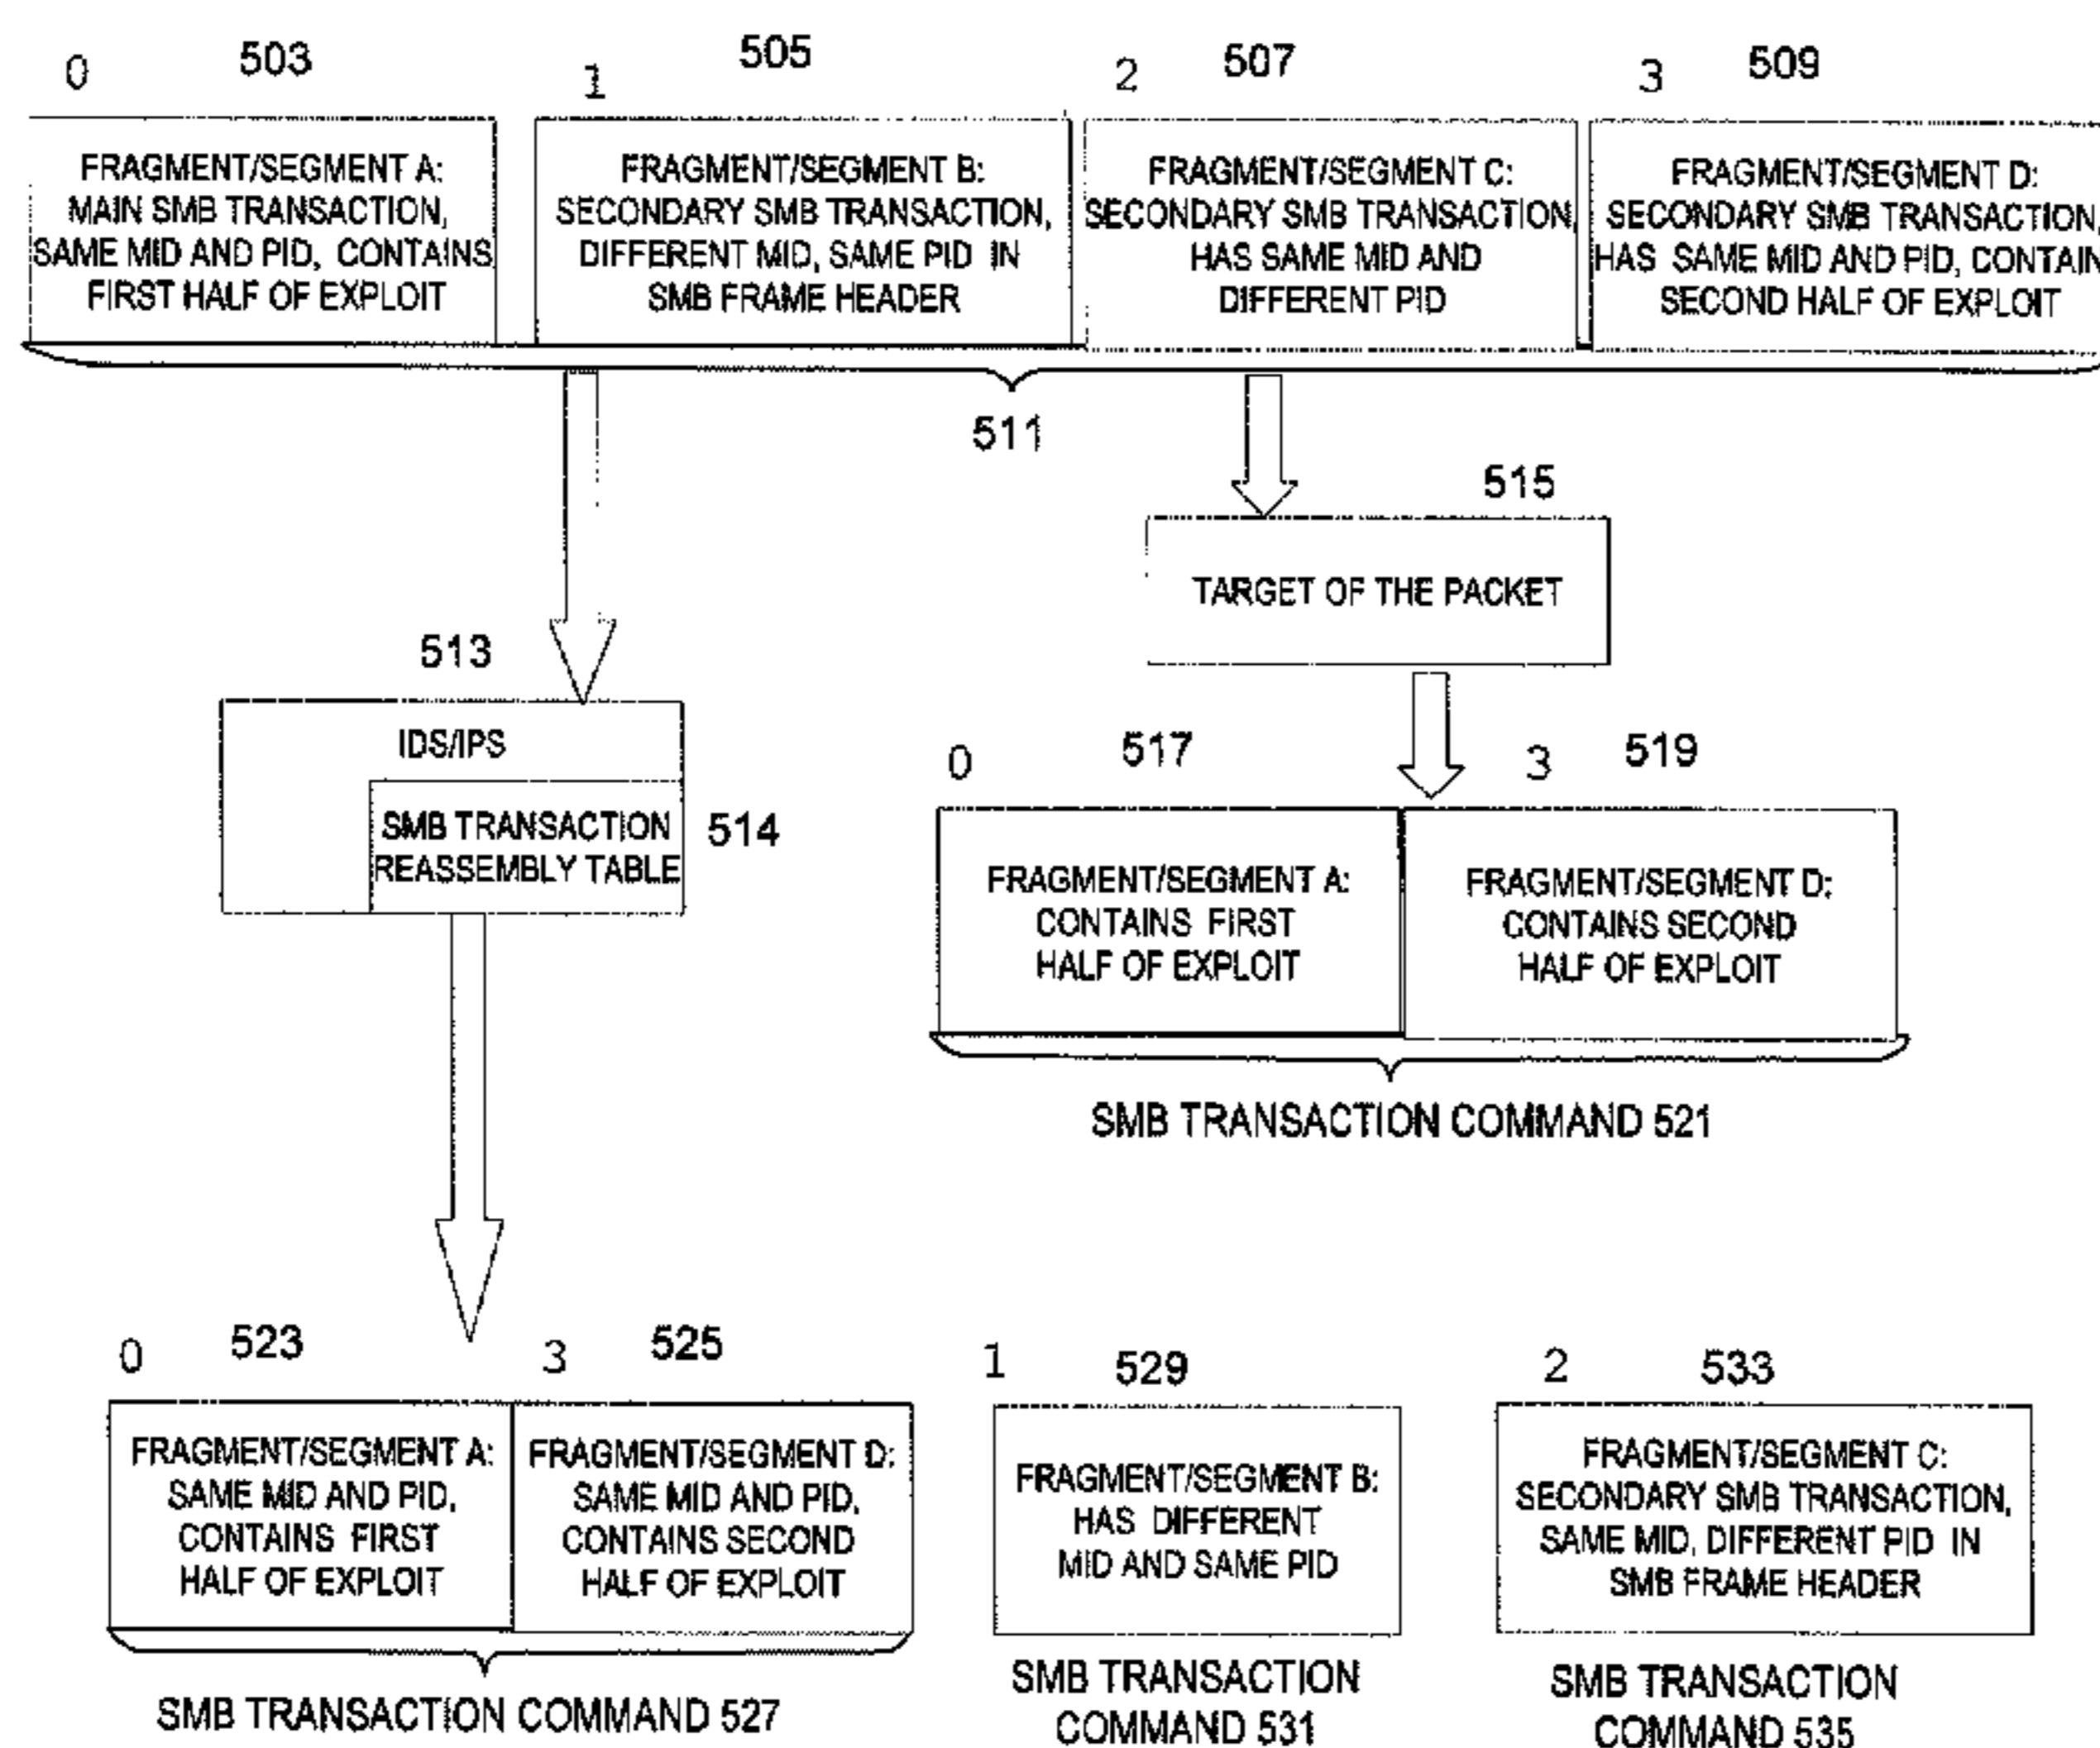 0 503 1 505 2 507 3 509
FRAGMENT/SEGMENT A:
MAIN SMB TRANSACTION,
SAME MID AND PID, CONTAINS
FIRST HALF OF EXPLOIT
FRAGMENT/SEGMENT B:
SECONDARY SMB TRANSACTION,
DIFFERENT MID, SAME PID IN
SMB FRAME HEADER
FRAGMENT/SEGMENT C:
SECONDARY SMB TRANSACTION,
HAS SAME MID AND
DIFFERENT PID
FRAGMENT/SEGMENT D:
SECONDARY SMB TRANSACTION,
HAS SAME MID AND PID, CONTAIN
SECOND HALF OF EXPLOIT
511
515
TARGET OF THE PACKET
513
IDS/IPS
SMB TRANSACTION
REASSEMBLY TABLE
514
0 517 3 519
FRAGMENT/SEGMENT A:
CONTAINS FIRST
HALF OF EXPLOIT
FRAGMENT/SEGMENT D:
CONTAINS SECOND
HALF OF EXPLOIT
SMB TRANSACTION COMMAND 521
0 523 3 525 1 529 2 533
FRAGMENT/SEGMENT A:
SAME MID AND PID,
CONTAINS FIRST
HALF OF EXPLOIT
FRAGMENT/SEGMENT D:
SAME MID AND PID,
CONTAINS SECOND
HALF OF EXPLOIT
FRAGMENT/SEGMENT B:
HAS DIFFERENT
MID AND SAME PID
FRAGMENT/SEGMENT C:
SECONDARY SMB TRANSACTION,
SAME MID, DIFFERENT PID IN
SMB FRAME HEADER
SMB TRANSACTION COMMAND 527
SMB TRANSACTION
COMMAND 531
SMB TRANSACTION
COMMAND 535